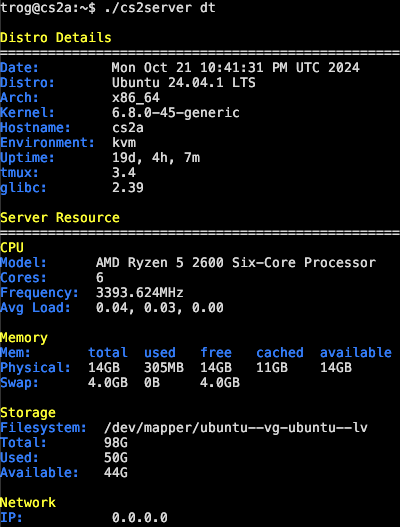 trog@cs2a:~$ ./cs2server dt
Distro Details
==================================================
Date: Mon Oct 21 10:41:31 PM UTC 2024
Distro: Ubuntu 24.04.1 LTS
Arch: x86_64
Kernel: 6.8.0-45-generic
Hostname: cs2a
Environment: kvm
Uptime: 19d, 4h, 7m
tmux: 3.4
glibc: 2.39
Server Resource
==================================================
CPU
Model: AMD Ryzen 5 2600 Six-Core Processor
Cores: 6
Frequency: 3393.624MHz
Avg Load: 0.04, 0.03, 0.00
Memory
Mem: total used free cached available
Physical: 14GB 305MB 14GB 11GB 14GB
Swap: 4.0GB 0B 4.0GB
Storage
Filesystem: /dev/mapper/ubuntu--vg-ubuntu--lv
Total: 98G
Used: 50G
Available: 44G
Network
IP: 0.0.0.0